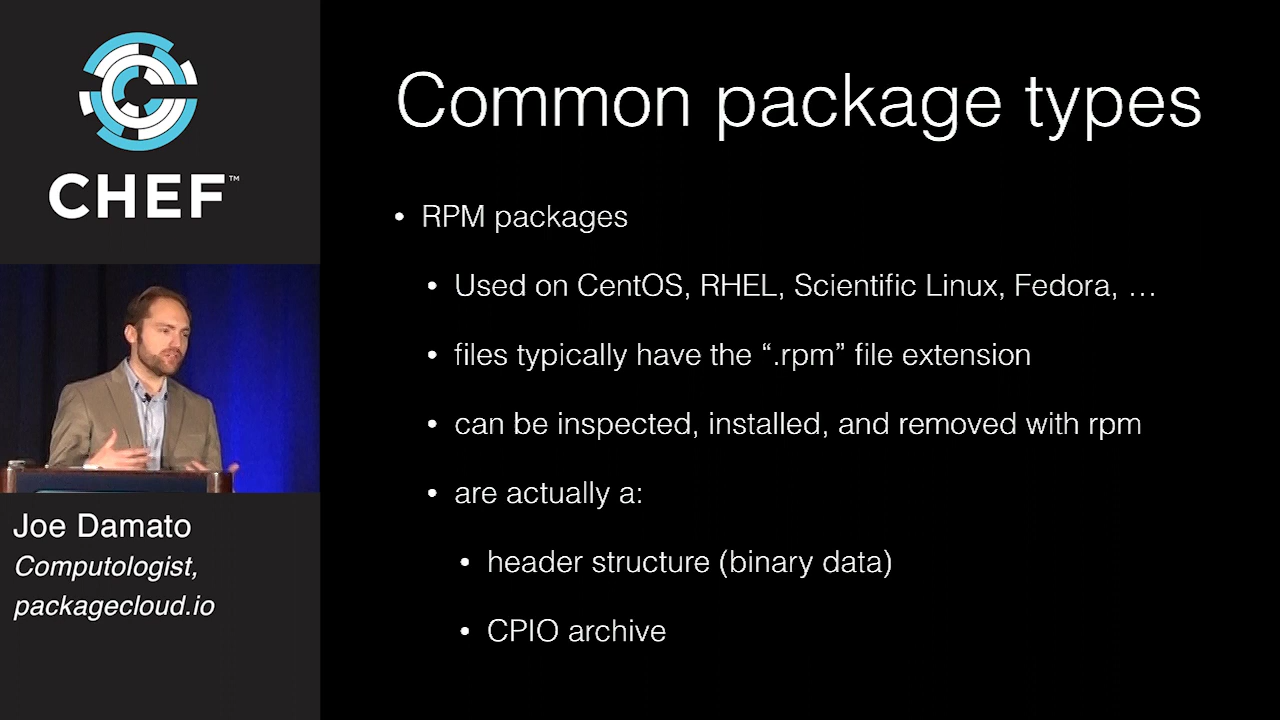 CHEF™
Joe Damato
Computologist,
packagecloud.io
Common package types
• RPM packages
• Used on CentOS, RHEL, Scientific Linux, Fedora, …
• files typically have the “.rpm” file extension
• can be inspected, installed, and removed with rpm
• are actually a:
• header structure (binary data)
• CPIO archive